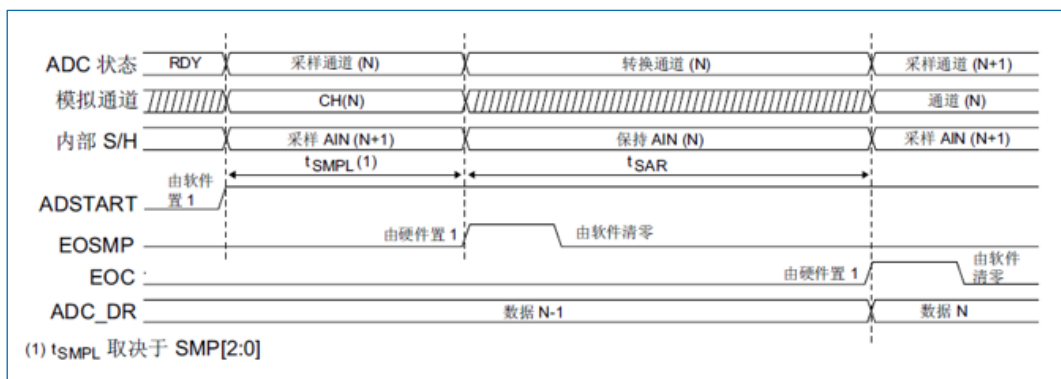 ADC 状态 RDY 采样通道 (N) 转换通道 (N) 采样通道 (N+1)
模拟通道 CH(N) 通道 (N)
内部 S/H 采样 AIN (N+1) 保持 AIN (N) 采样 AIN (N+1)
tSMPL(1) tSAR
由软件
置 1
ADSTART
由硬件置 1 由软件清零
EOSMP
由硬件置 1 由软件
清零
EOC
ADC_DR 数据 N-1 数据 N
(1) tSMPL 取决于 SMP[2:0]